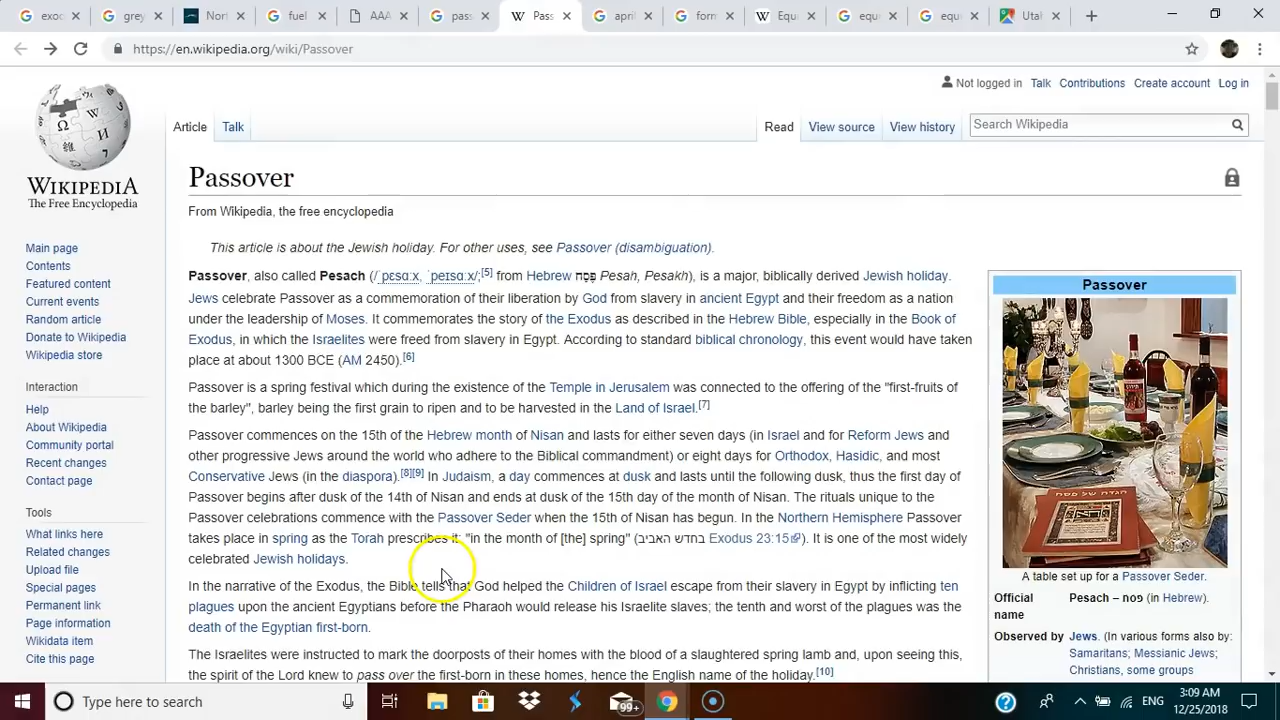 exoc
grey
Nort
fuel
AAA
pass
Pass
april
form
Equ
equi
equ
Utah
https://en.wikipedia.org/wiki/Passover
Not logged in Talk Contributions Create account Log in
Article Talk Read View source View history Search Wikipedia
WIKIPEDIA
The Free Encyclopedia
Main page
Contents
Featured content
Current events
Random article
Donate to Wikipedia
Wikipedia store
Interaction
Help
About Wikipedia
Community portal
Recent changes
Contact page
Tools
What links here
Related changes
Upload file
Special pages
Permanent link
Page information
Wikidata item
Cite this page
Passover
From Wikipedia, the free encyclopedia
This article is about the Jewish holiday. For other uses, see Passover (disambiguation).
Passover, also called Pesach (/ˈpɛsɑːx, ˈpeɪsɑːx/;[5] from Hebrew פֶּסַח Pesah, Pesakh), is a major, biblically derived Jewish holiday.
Jews celebrate Passover as a commemoration of their liberation by God from slavery in ancient Egypt and their freedom as a nation
under the leadership of Moses. It commemorates the story of the Exodus as described in the Hebrew Bible, especially in the Book of
Exodus, in which the Israelites were freed from slavery in Egypt. According to standard biblical chronology, this event would have taken
place at about 1300 BCE (AM 2450).[6]
Passover is a spring festival which during the existence of the Temple in Jerusalem was connected to the offering of the "first-fruits of
the barley", barley being the first grain to ripen and to be harvested in the Land of Israel.[7]
Passover commences on the 15th of the Hebrew month of Nisan and lasts for either seven days (in Israel and for Reform Jews and
other progressive Jews around the world who adhere to the Biblical commandment) or eight days for Orthodox, Hasidic, and most
Conservative Jews (in the diaspora).[8][9] In Judaism, a day commences at dusk and lasts until the following dusk, thus the first day of
Passover begins after dusk of the 14th of Nisan and ends at dusk of the 15th day of the month of Nisan. The rituals unique to the
Passover celebrations commence with the Passover Seder when the 15th of Nisan has begun. In the Northern Hemisphere Passover
takes place in spring as the Torah prescribes it: "in the month of [the] spring" (בחדש האביב Exodus 23:15). It is one of the most widely
celebrated Jewish holidays.
In the narrative of the Exodus, the Bible tells that God helped the Children of Israel escape from their slavery in Egypt by inflicting ten
plagues upon the ancient Egyptians before the Pharaoh would release his Israelite slaves; the tenth and worst of the plagues was the
death of the Egyptian first-born.
The Israelites were instructed to mark the doorposts of their homes with the blood of a slaughtered spring lamb and, upon seeing this,
the spirit of the Lord knew to pass over the first-born in these homes, hence the English name of the holiday.[10]
Passover
הגדה של פסח
A table set up for a Passover Seder.
Official name Pesach – פסח (in Hebrew).
Observed by Jews. (In various forms also by:
Samaritans; Messianic Jews;
Christians, some groups
Type here to search
99+
ENG
3:09 AM
12/25/2018